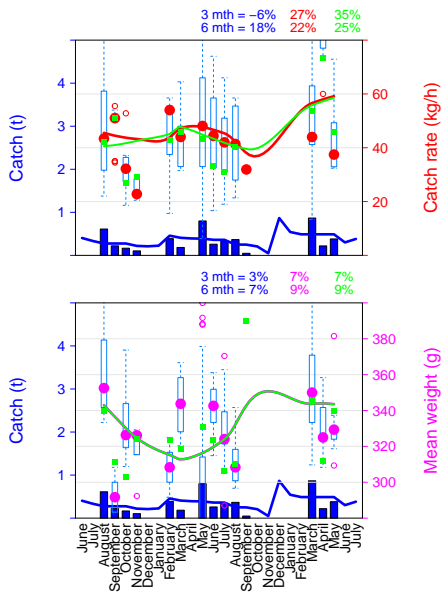 3 mth = −6% 27% 35%
6 mth = 18% 22% 25%
Catch (t)
5
4
3
2
1
60
40
20
Catch rate (kg/h)
3 mth = 3% 7% 7%
6 mth = 7% 9% 9%
Catch (t)
5
4
3
2
1
380
360
340
320
300
Mean weight (g)
June
July
August
September
October
November
December
January
February
March
April
May
June
July
August
September
October
November
December
January
February
March
April
May
June
July